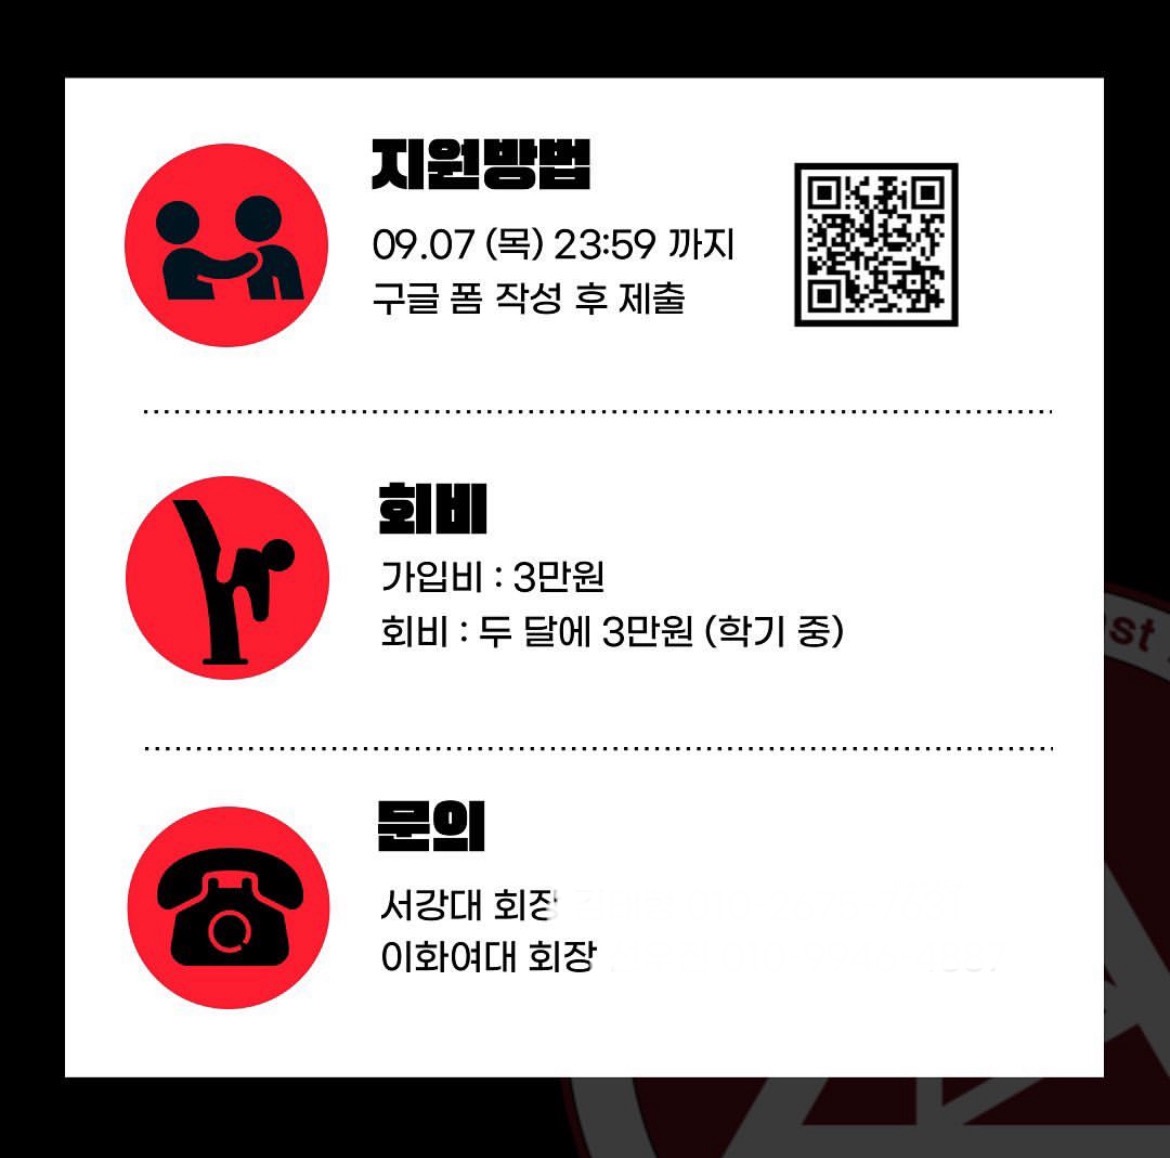 지원방법
09.07 (목) 23:59 까지
구글 폼 작성 후 제출
회비
가입비 : 3만원
회비 : 두 달에 3만원 (학기 중)
문의
서강대 회장
이화여대 회장
st